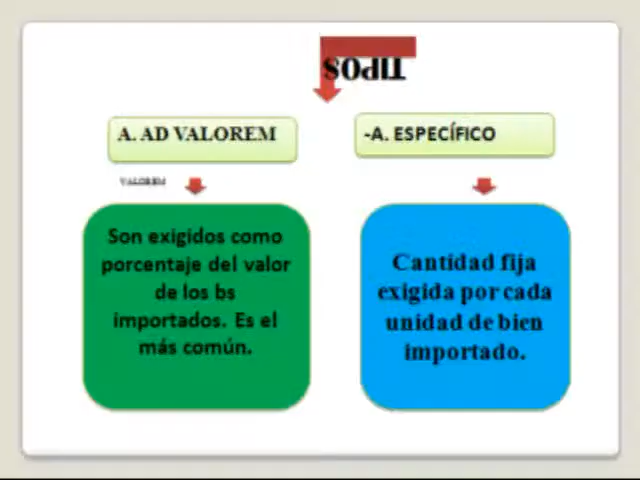 TIPOS
A. AD VALOREM
-A. ESPECÍFICO
VALOREM
Son exigidos como
porcentaje del valor
de los bs
importados. Es el
más común.
Cantidad fija
exigida por cada
unidad de bien
importado.